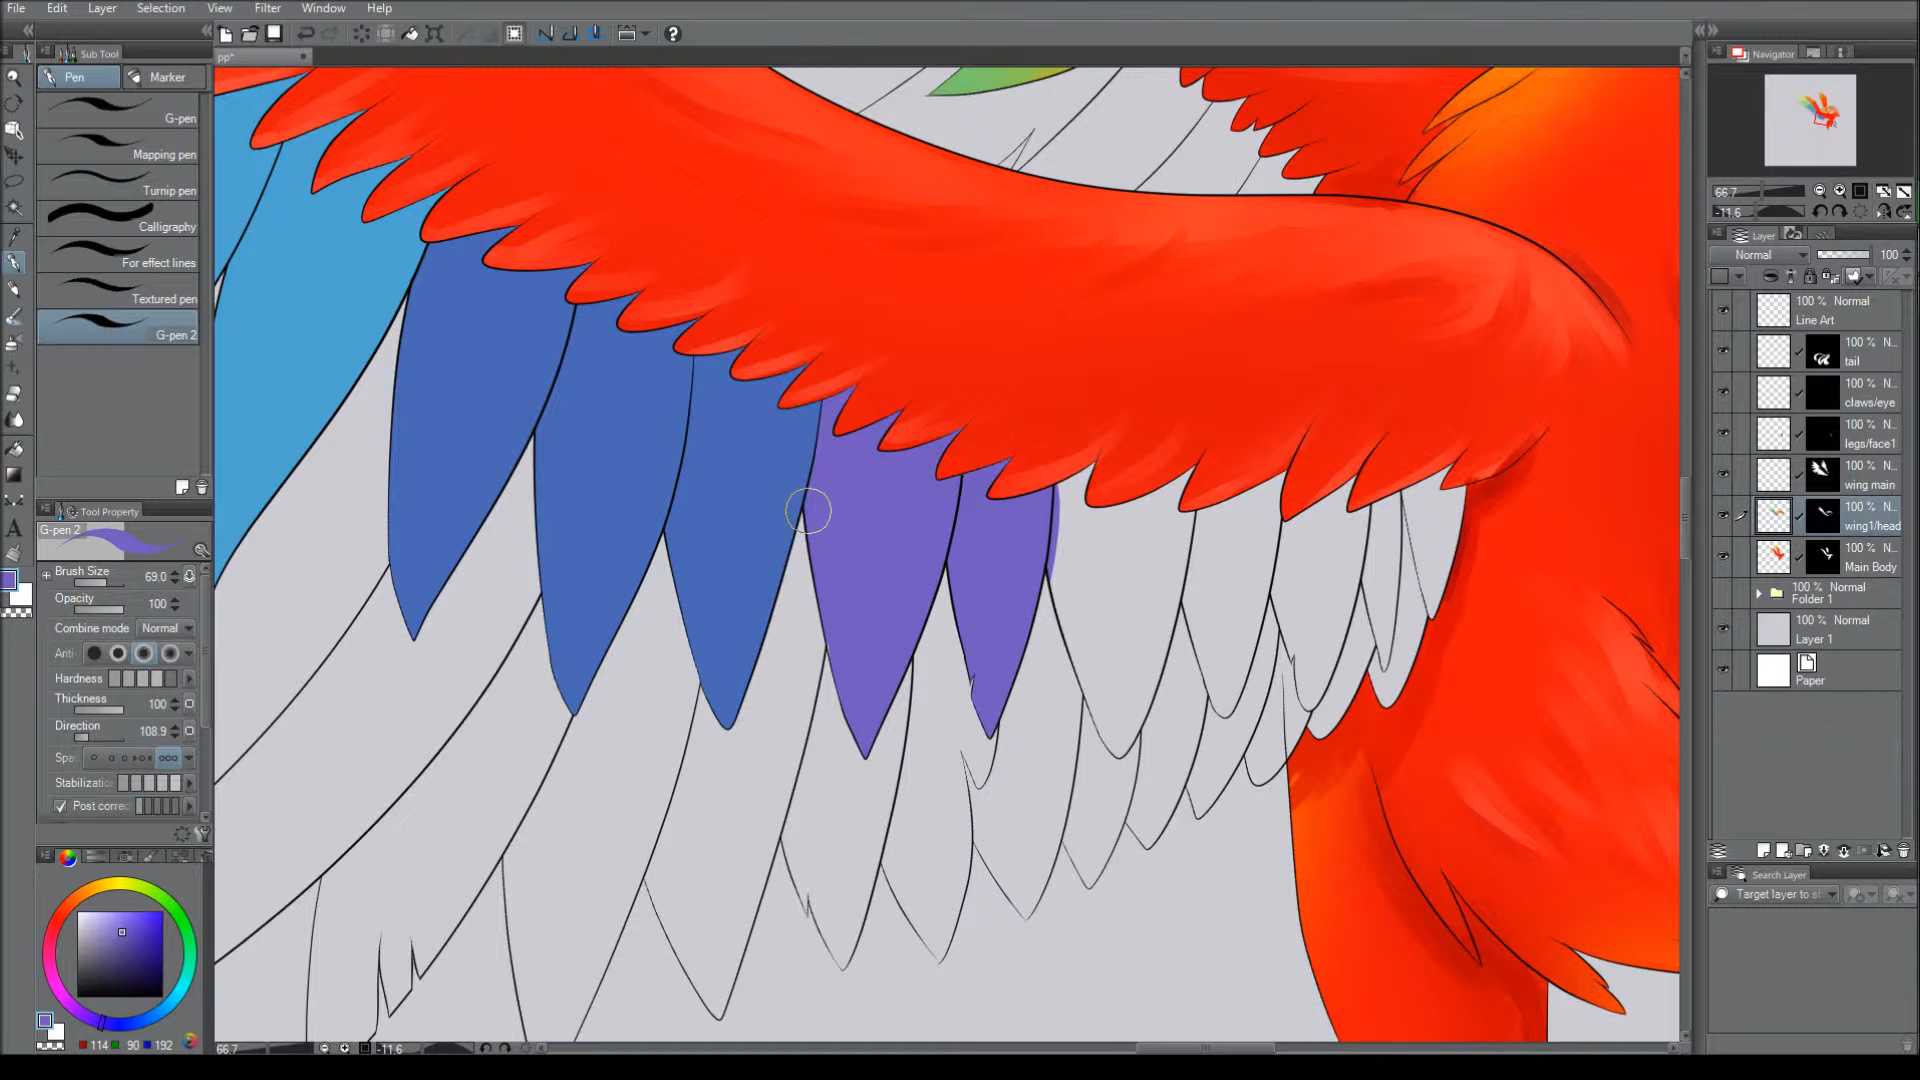 File Edit Layer Selection View Filter Window Help
pp*
Sub Tool
Pen Marker
G-pen
Mapping pen
Turnip pen
Calligraphy
For effect lines
Textured pen
G-pen 2
Tool Property
G-pen 2
Brush Size 69.0
Opacity 100
Combine mode Normal
Anti-
Hardness
Thickness 100
Direction 108.9
Spa
Stabilization
Post correc
114 90 192
66.7 -11.6
Navigator
66.7
-11.6
Layer
Normal 100
100 % Normal
Line Art
100 % N...
tail
100 % N...
claws/eye
100 % N...
legs/face1
100 % N...
wing main
100 % N...
wing1/head
100 % N...
Main Body
100 % Normal
Folder 1
100 % Normal
Layer 1
Paper
Search Layer
Target layer to s